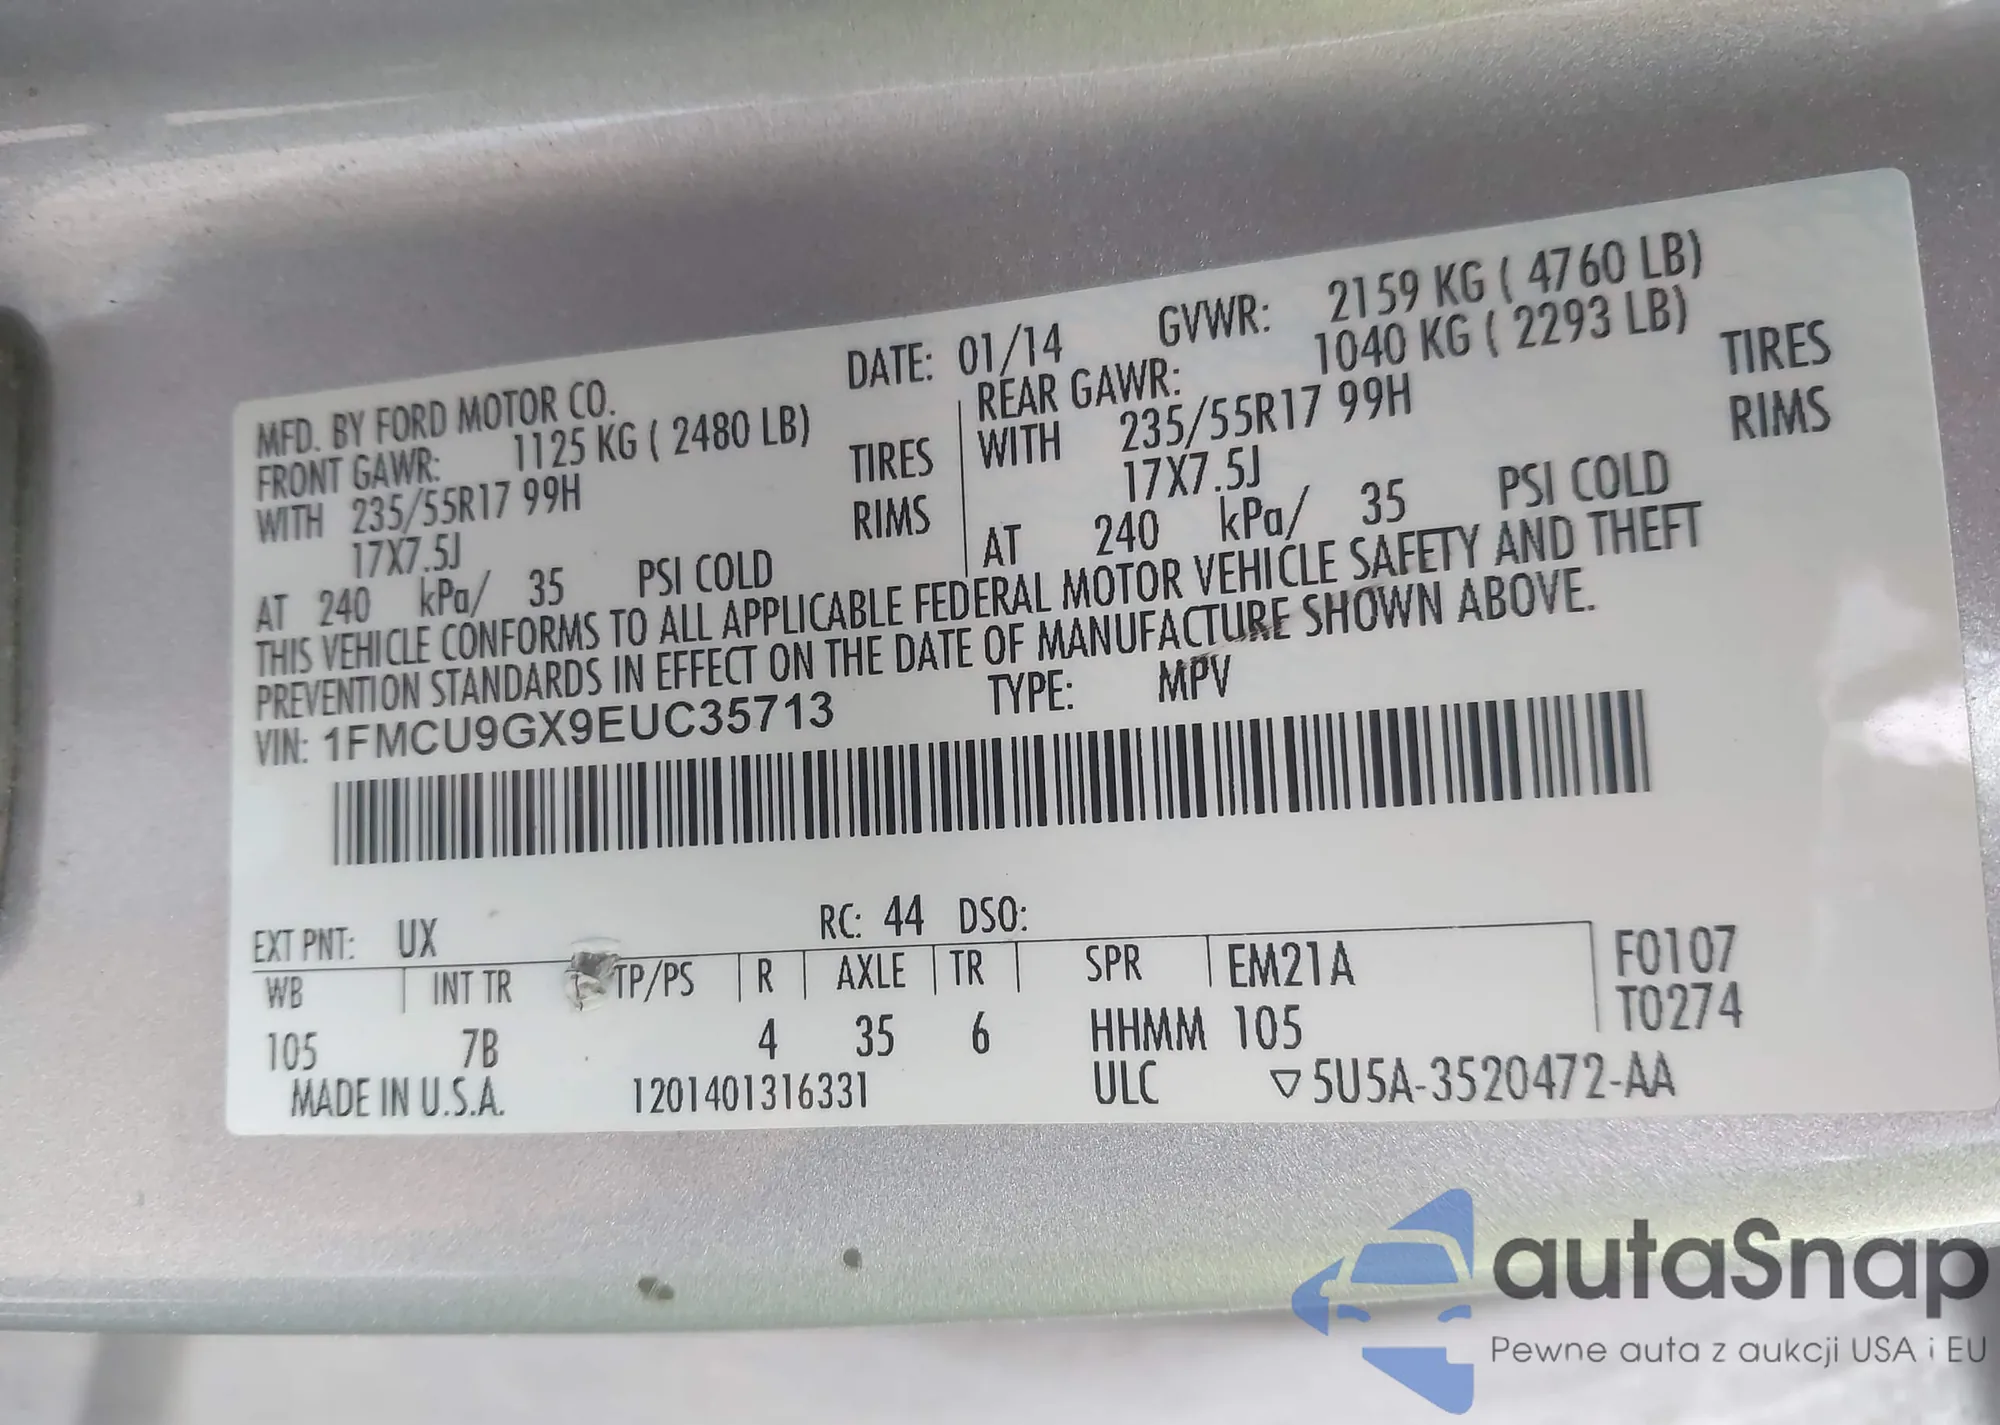 MFD. BY FORD MOTOR CO. DATE: 01/14 GVWR: 2159 KG ( 4760 LB)
FRONT GAWR: 1125 KG ( 2480 LB) REAR GAWR: 1040 KG ( 2293 LB)
WITH 235/55R17 99H TIRES WITH 235/55R17 99H TIRES
17X7.5J RIMS 17X7.5J RIMS
AT 240 kPa/ 35 PSI COLD AT 240 kPa/ 35 PSI COLD
THIS VEHICLE CONFORMS TO ALL APPLICABLE FEDERAL MOTOR VEHICLE SAFETY AND THEFT
PREVENTION STANDARDS IN EFFECT ON THE DATE OF MANUFACTURE SHOWN ABOVE.
VIN: 1FMCU9GX9EUC35713 TYPE: MPV
EXT PNT: UX RC: 44 DSO:
WB INT TR TP/PS R AXLE TR SPR EM21A F0107
105 7B 4 35 6 HHMM 105 T0274
MADE IN U.S.A. 1201401316331 ULC ▽5U5A-3520472-AA
autaSnap
Pewne auta z aukcji USA i EU